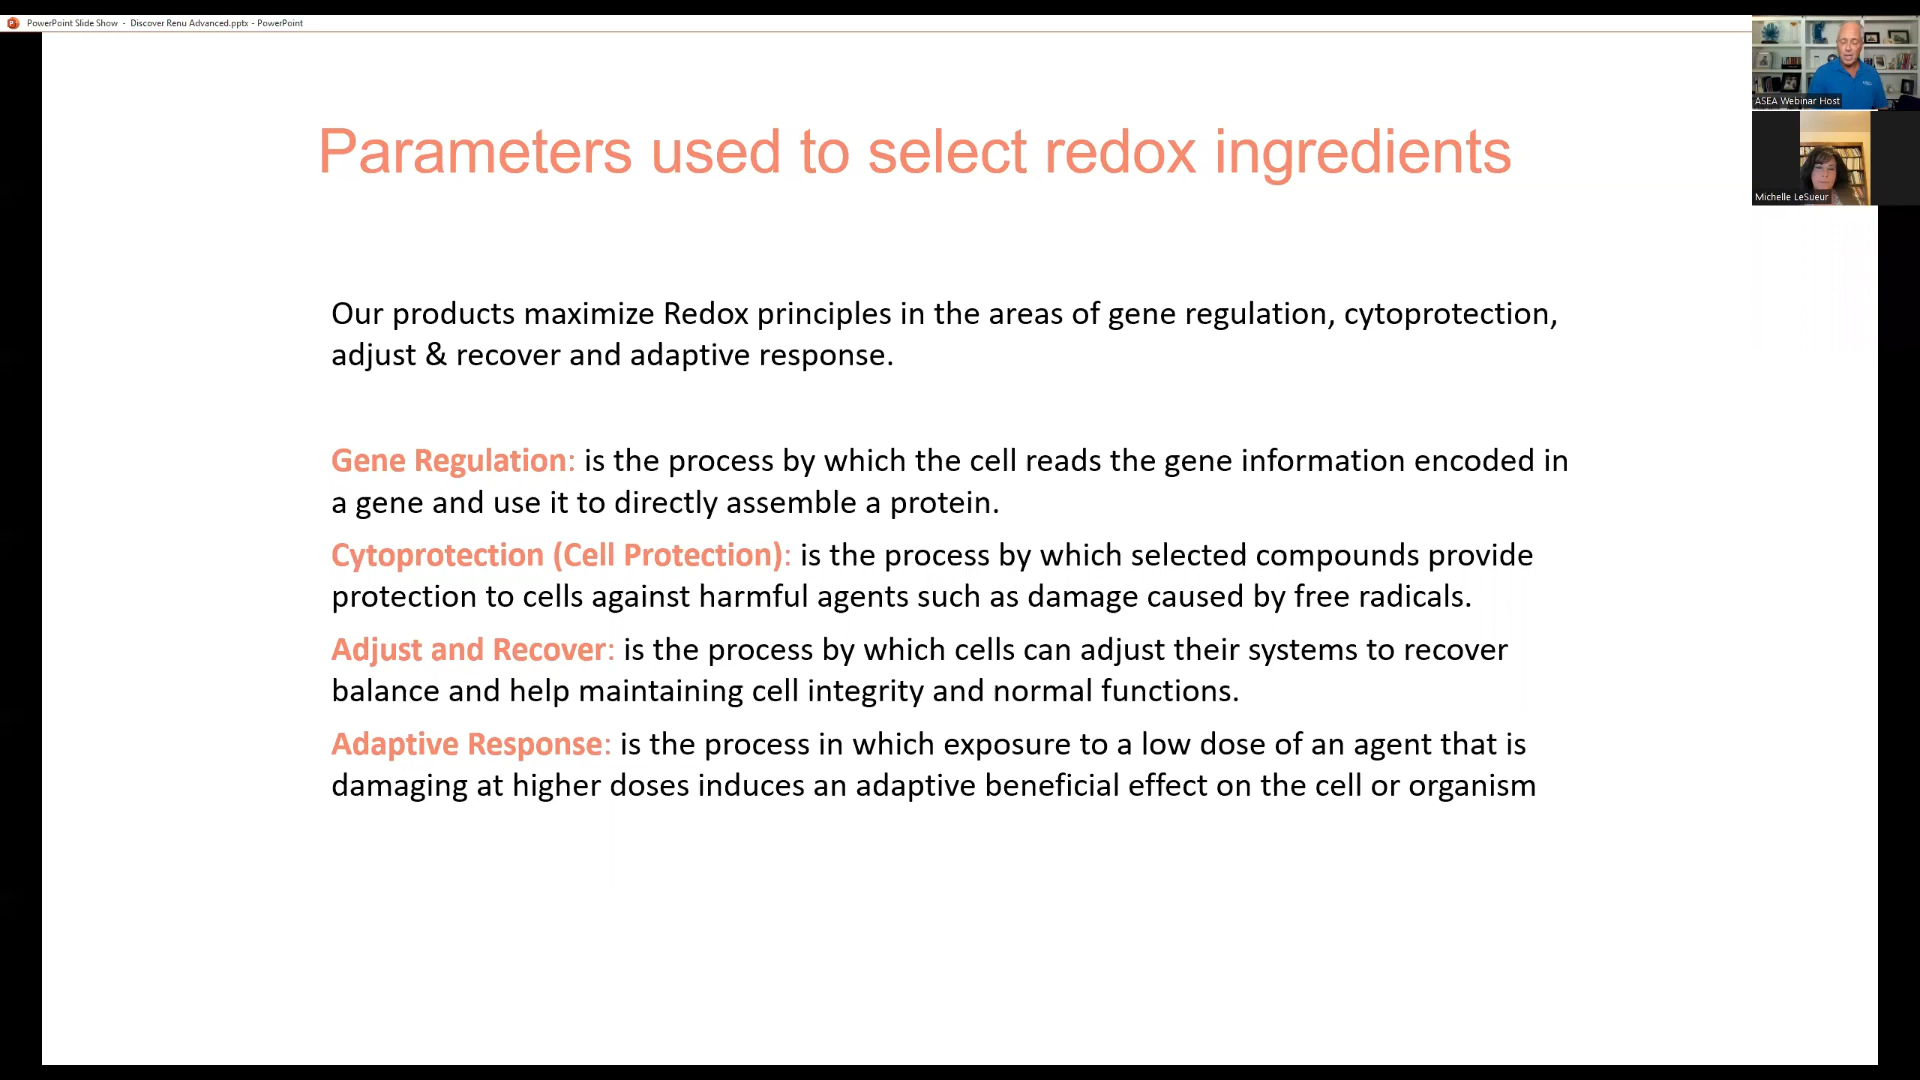 PowerPoint Slide Show - Discover Renu Advanced.pptx - PowerPoint
ASEA Webinar Host
Michelle LeSueur
Parameters used to select redox ingredients
Our products maximize Redox principles in the areas of gene regulation, cytoprotection,
adjust & recover and adaptive response.
Gene Regulation: is the process by which the cell reads the gene information encoded in
a gene and use it to directly assemble a protein.
Cytoprotection (Cell Protection): is the process by which selected compounds provide
protection to cells against harmful agents such as damage caused by free radicals.
Adjust and Recover: is the process by which cells can adjust their systems to recover
balance and help maintaining cell integrity and normal functions.
Adaptive Response: is the process in which exposure to a low dose of an agent that is
damaging at higher doses induces an adaptive beneficial effect on the cell or organism